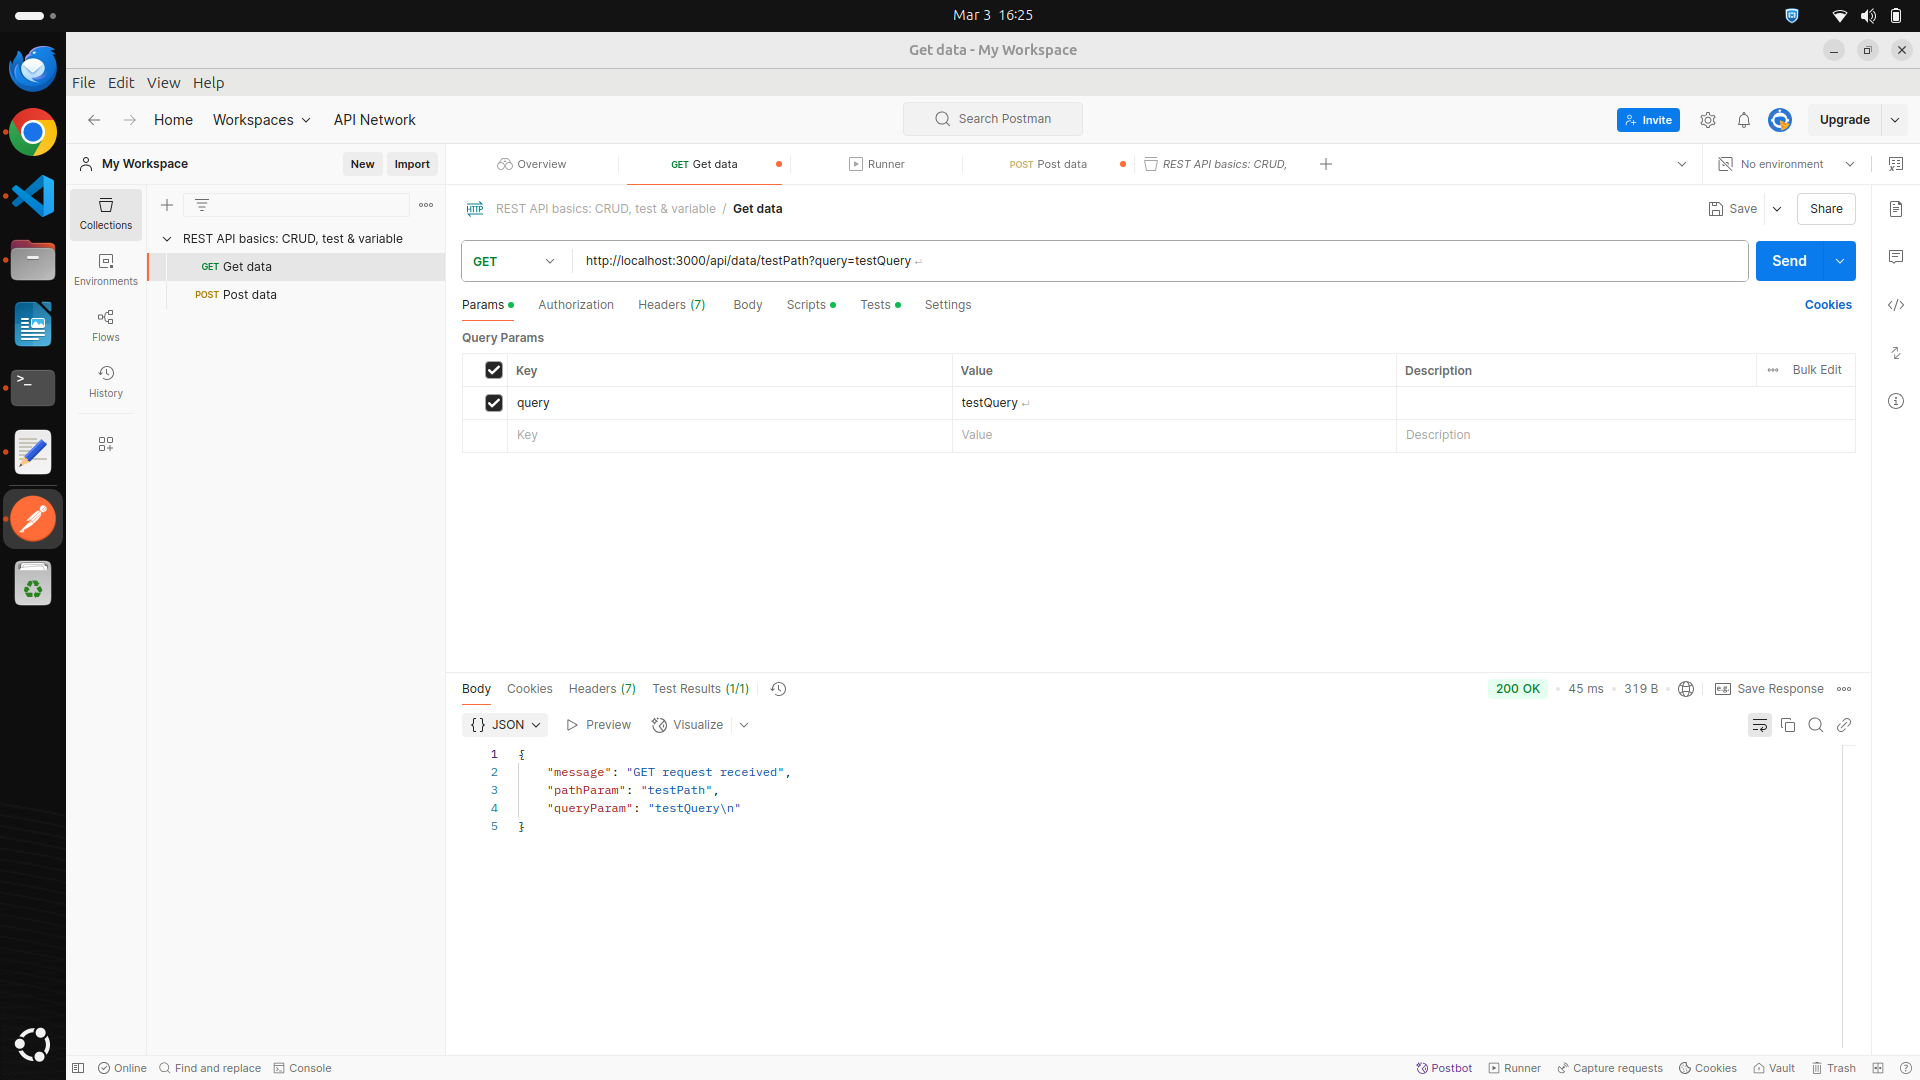 Mar 3 16:25
Get data - My Workspace
File Edit View Help
Home Workspaces API Network
Search Postman
Invite
Upgrade
My Workspace
New Import
Overview
GET Get data
Runner
POST Post data
REST API basics: CRUD,
No environment
Collections
Environments
Flows
History
REST API basics: CRUD, test & variable
GET Get data
POST Post data
HTTP
REST API basics: CRUD, test & variable / Get data
Save
Share
GET
http://localhost:3000/api/data/testPath?query=testQuery
Send
Params Authorization Headers (7) Body Scripts Tests Settings
Cookies
Query Params
Key Value Description Bulk Edit
query testQuery
Key Value Description
Body Cookies Headers (7) Test Results (1/1)
200 OK 45 ms 319 B e.g. Save Response
{} JSON Preview Visualize
1 {
2 "message": "GET request received",
3 "pathParam": "testPath",
4 "queryParam": "testQuery\n"
5 }
Online Find and replace Console
Postbot Runner Capture requests Cookies Vault Trash